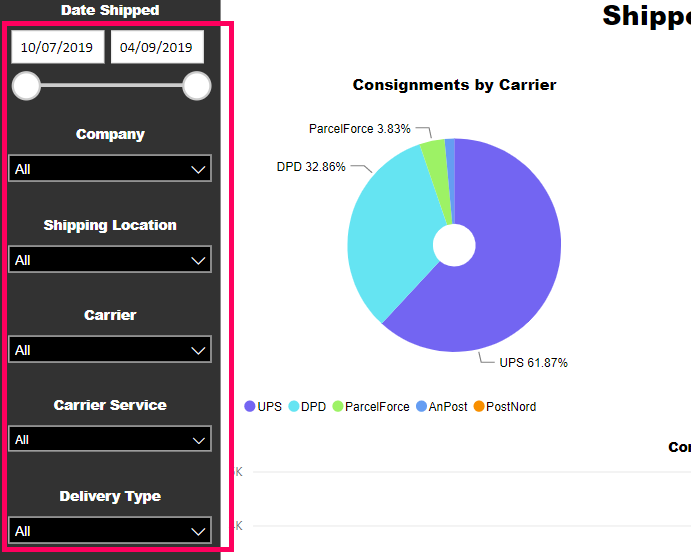 Date Shipped
10/07/2019 04/09/2019
Company
All
Shipping Location
All
Carrier
All
Carrier Service
All
Delivery Type
All
Consignments by Carrier
ParcelForce 3.83%
DPD 32.86%
UPS 61.87%
UPS DPD ParcelForce AnPost PostNord